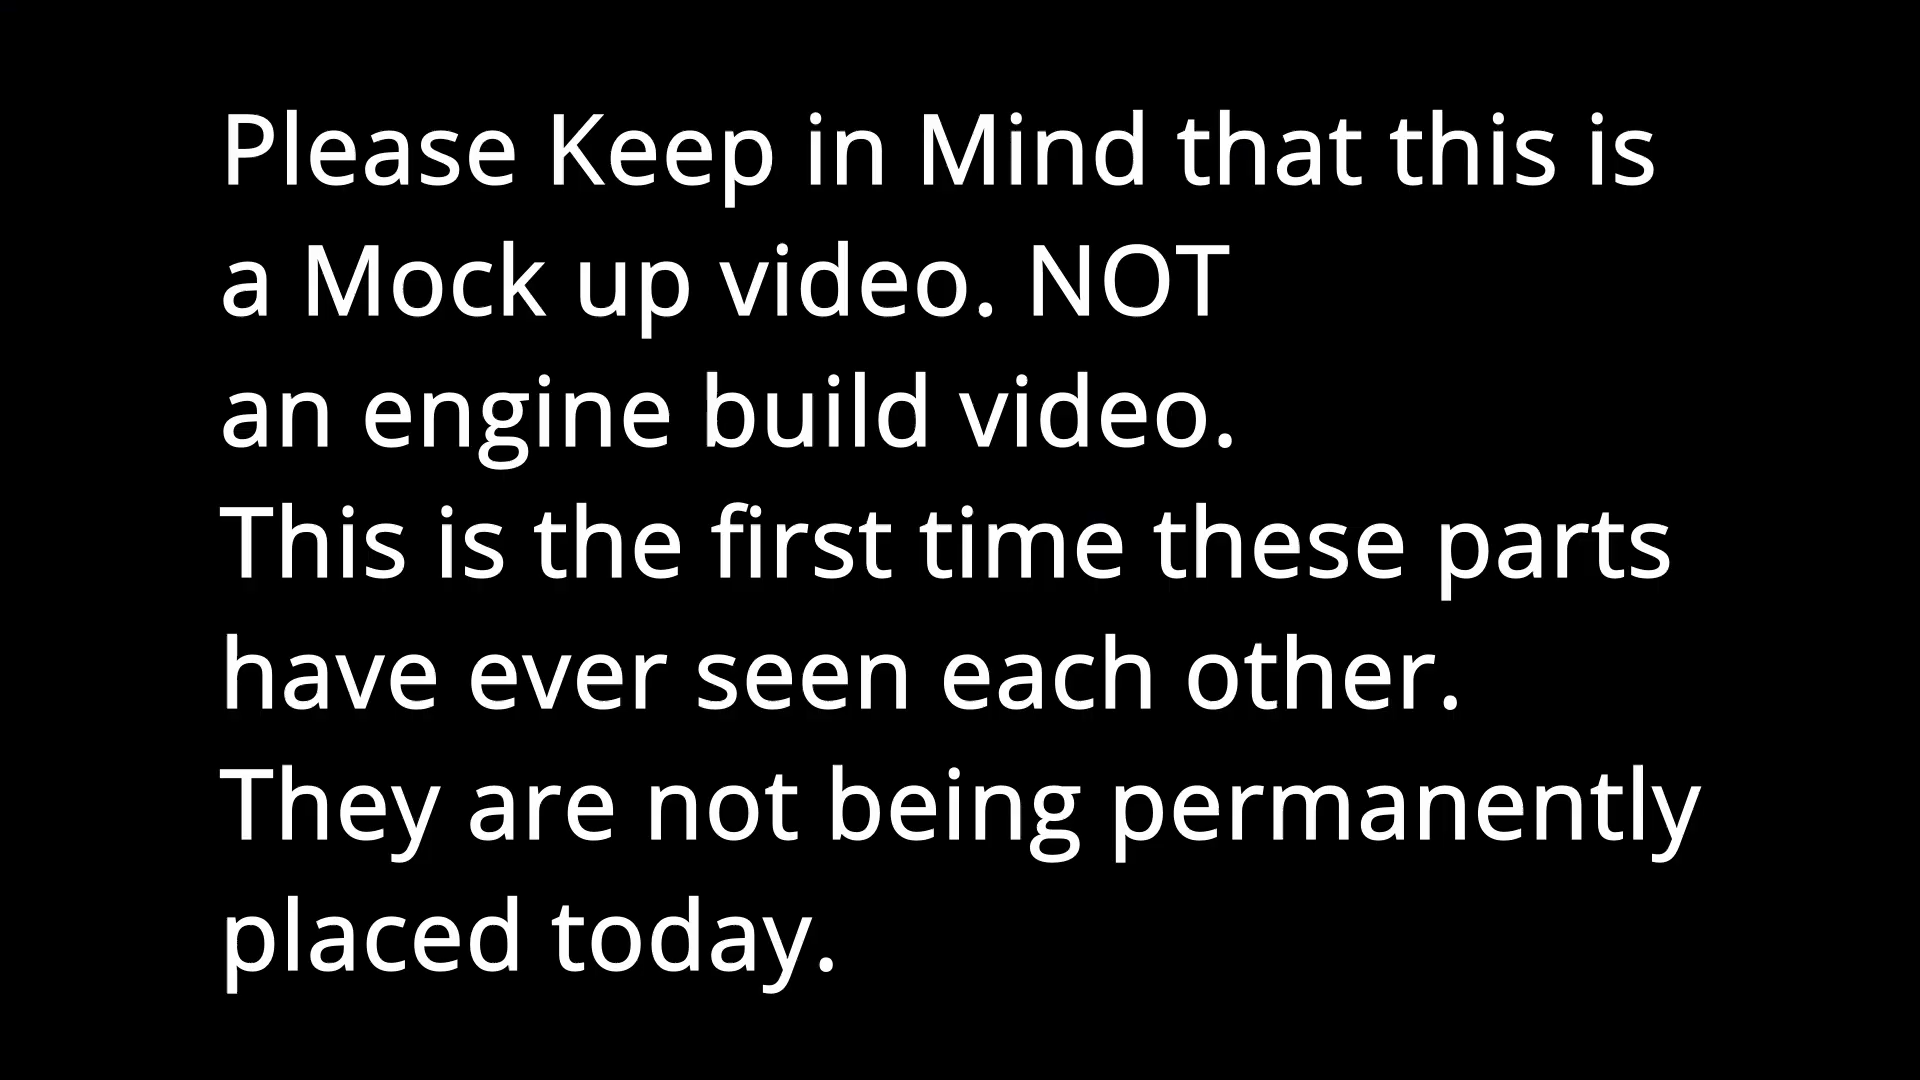 Please Keep in Mind that this is
a Mock up video. NOT
an engine build video.
This is the first time these parts
have ever seen each other.
They are not being permanently
placed today.